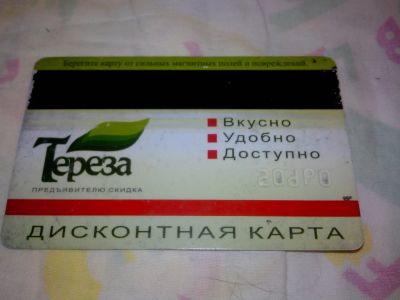 Берегите карту от сильных магнитных полей и повреждений
Вкусно
Удобно
Доступно
Тереза
ПРЕДЪЯВИТЕЛЮ СКИДКА
ДИСКОНТНАЯ КАРТА